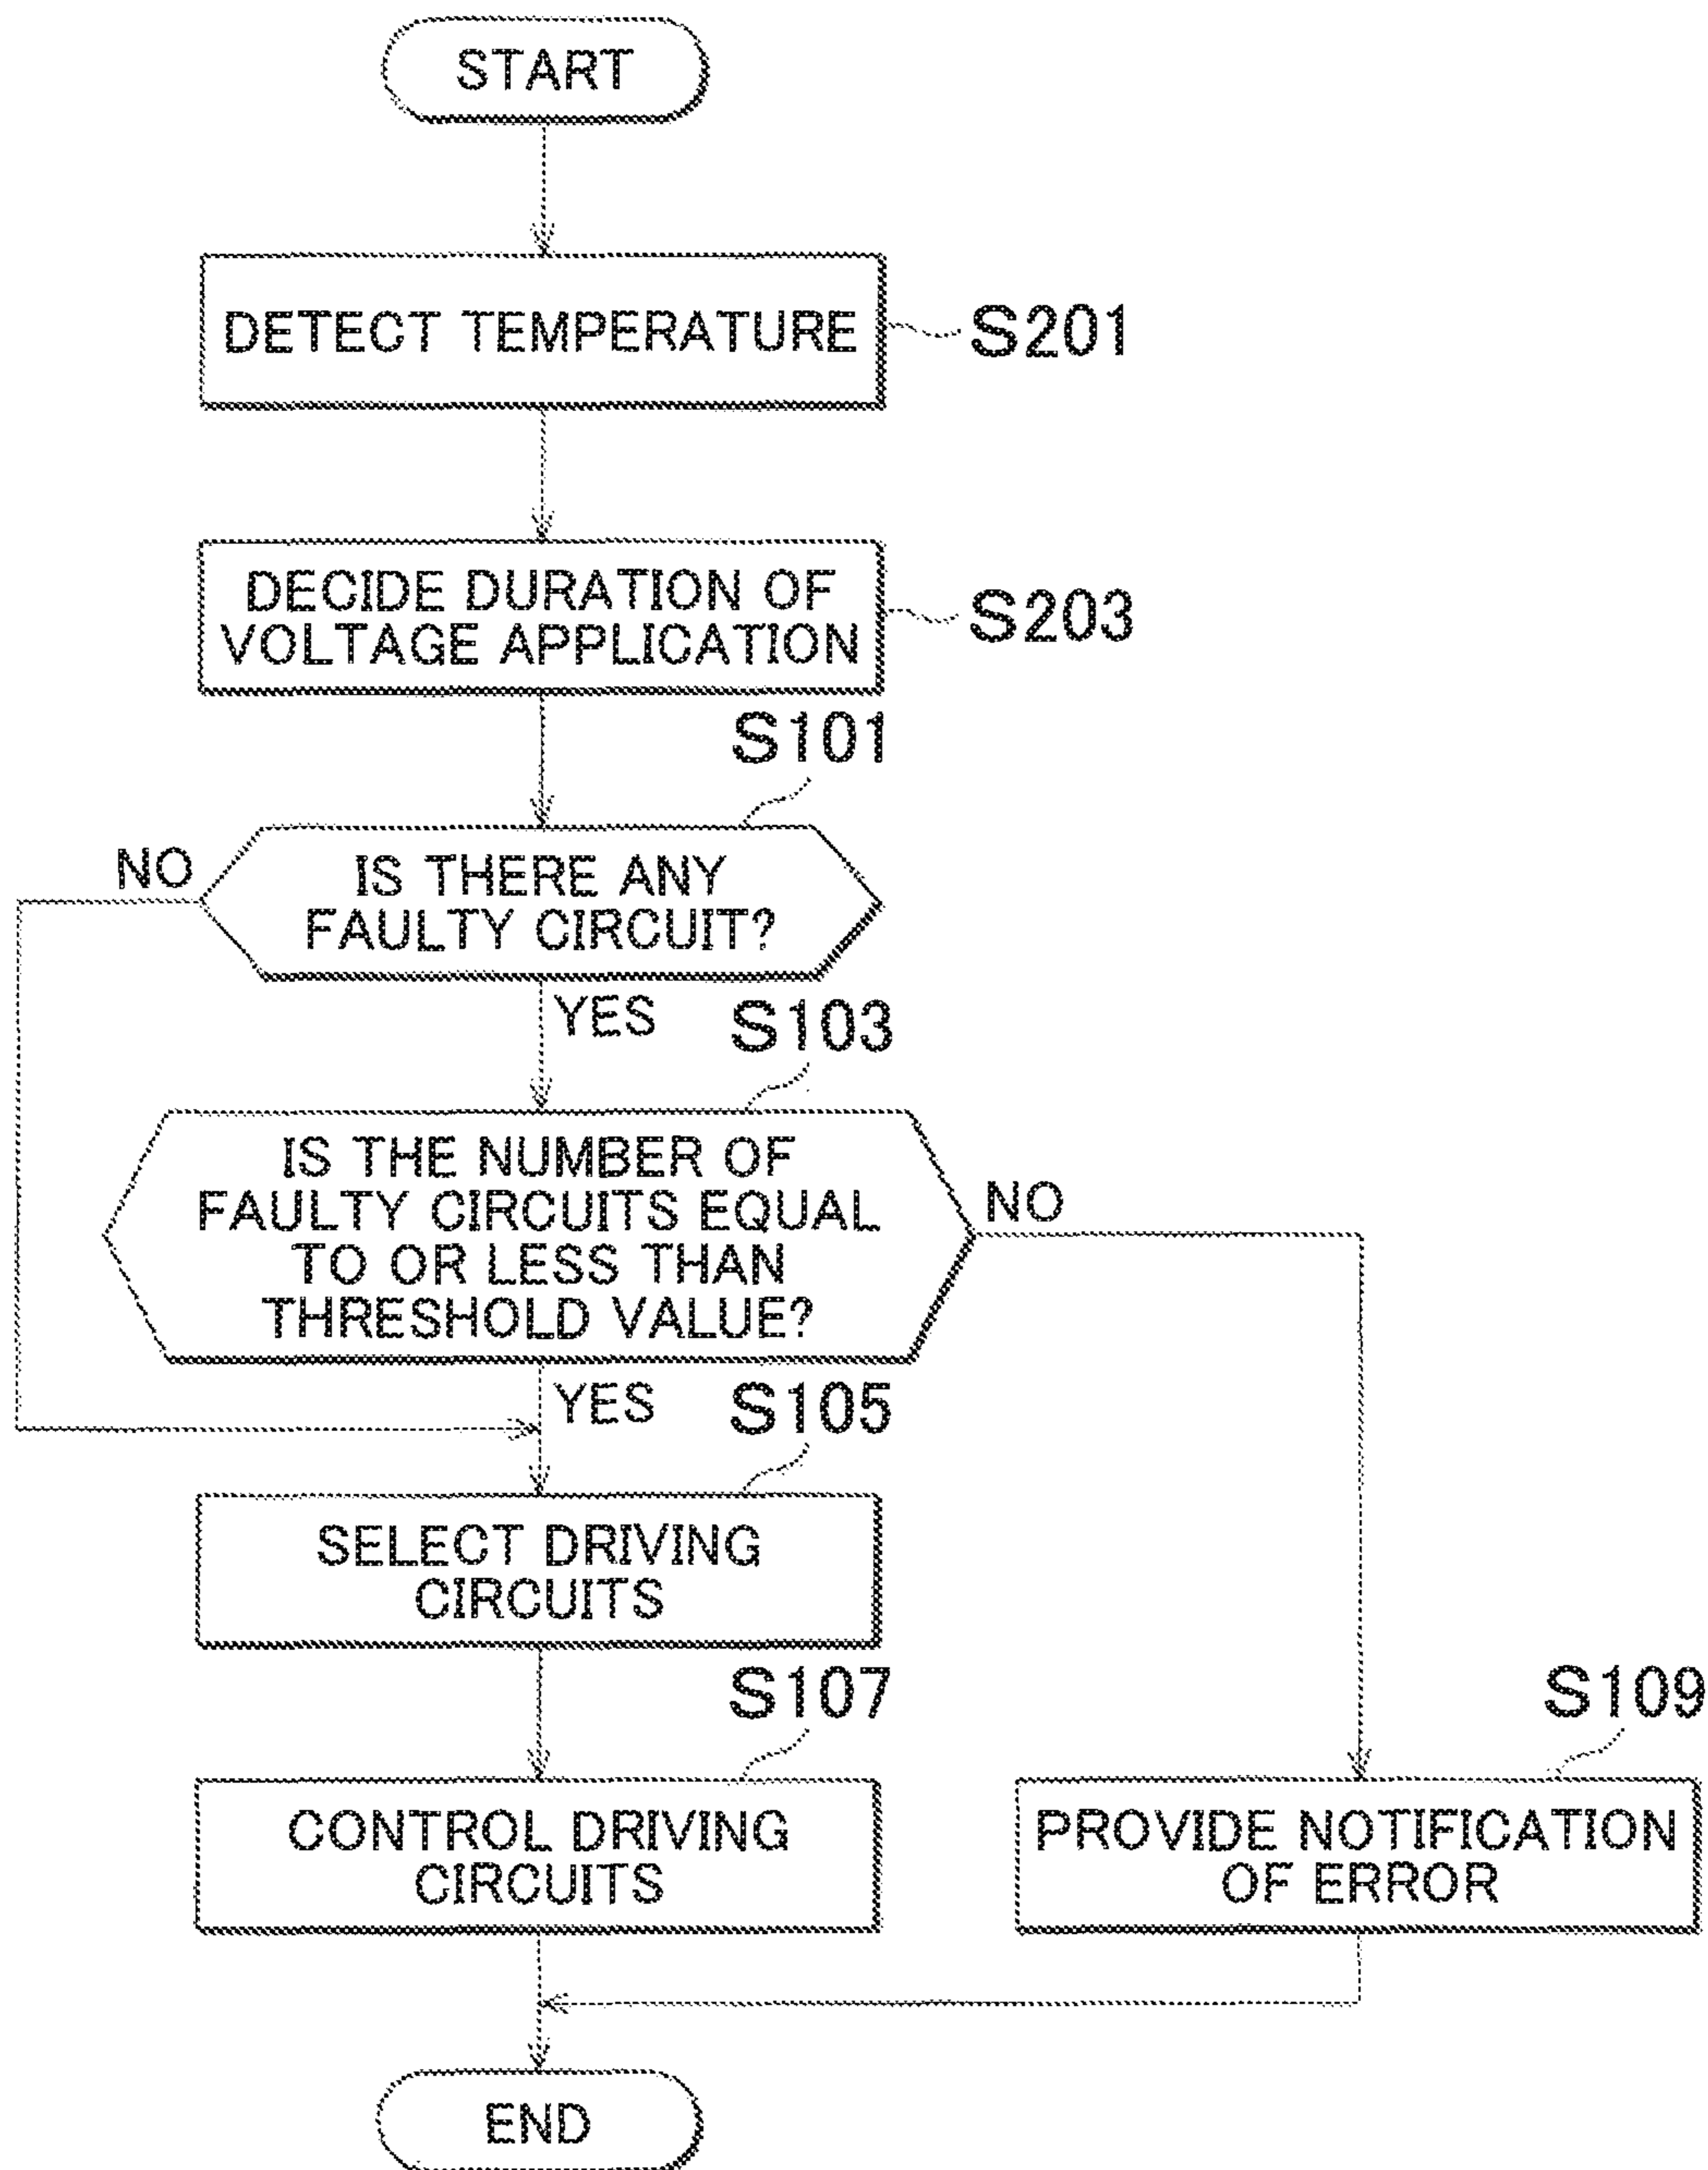 START
DETECT TEMPERATURE
S201
DECIDE DURATION OF
VOLTAGE APPLICATION
S203
S101
NO
IS THERE ANY
FAULTY CIRCUIT?
YES
S103
IS THE NUMBER OF
FAULTY CIRCUITS EQUAL
TO OR LESS THAN
THRESHOLD VALUE?
NO
YES
S105
SELECT DRIVING
CIRCUITS
S107
CONTROL DRIVING
CIRCUITS
S109
PROVIDE NOTIFICATION
OF ERROR
END